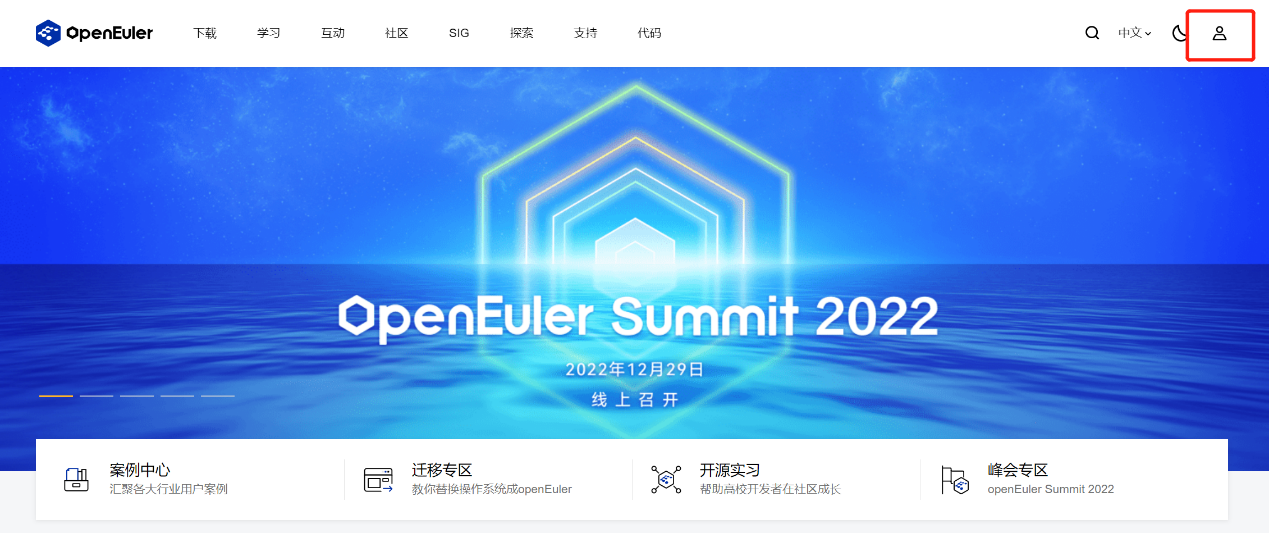 OpenEuler
下载 学习 互动 社区 SIG 探索 支持 代码 中文
OpenEuler Summit 2022
2022年12月29日
线上召开
案例中心
汇聚各大行业用户案例
迁移专区
教你替换操作系统成openEuler
开源实习
帮助高校开发者在社区成长
峰会专区
openEuler Summit 2022